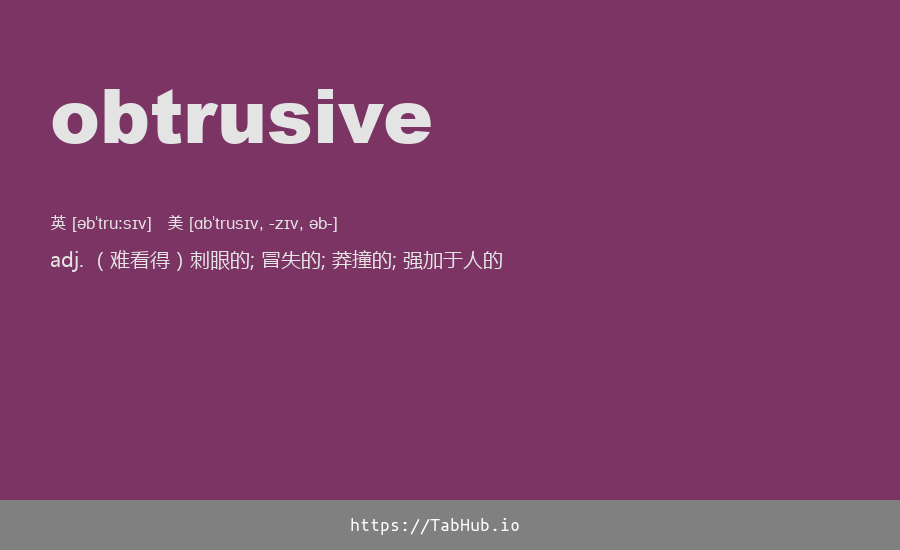 obtrusive
英 [əbˈtru:sɪv] 美 [ɑbˈtrusɪv, -zɪv, əb-]
adj. （难看得）刺眼的; 冒失的; 莽撞的; 强加于人的
https://TabHub.io